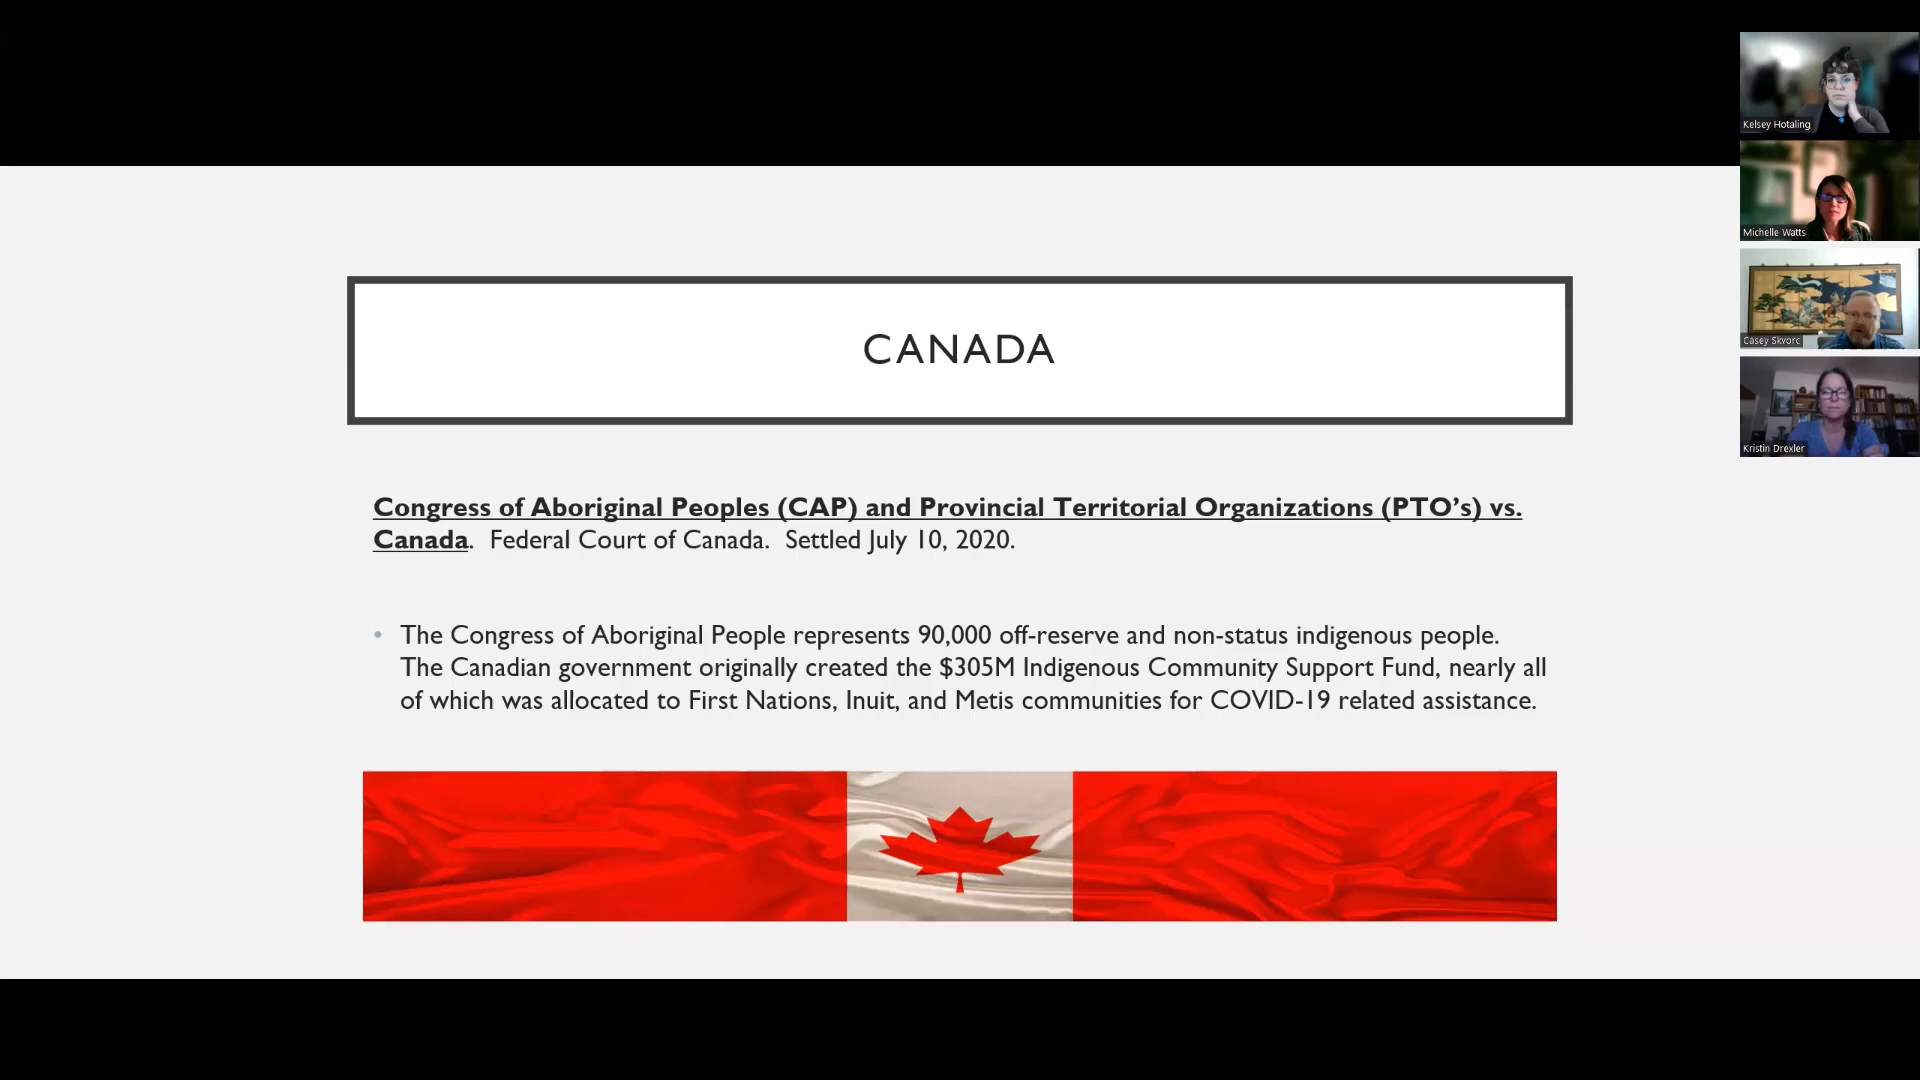 CANADA
Congress of Aboriginal Peoples (CAP) and Provincial Territorial Organizations (PTO’s) vs.
Canada.  Federal Court of Canada.  Settled July 10, 2020.
• The Congress of Aboriginal People represents 90,000 off-reserve and non-status indigenous people.
The Canadian government originally created the $305M Indigenous Community Support Fund, nearly all
of which was allocated to First Nations, Inuit, and Metis communities for COVID-19 related assistance.
Kelsey Hotaling
Michelle Watts
Casey Skvorc
Kristin Drexler